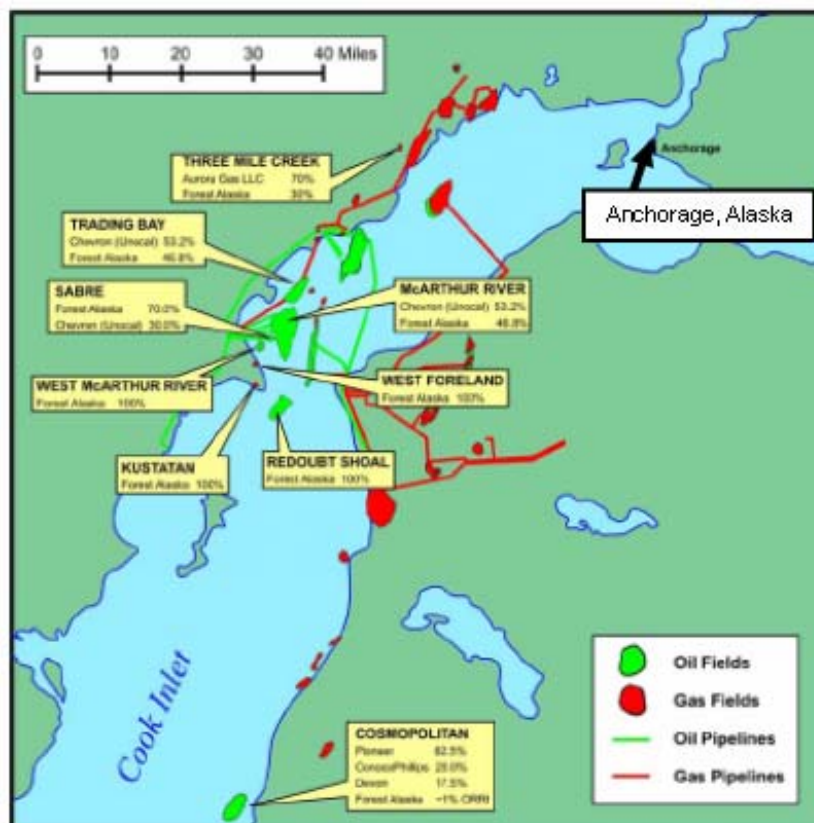 0 10 20 30 40 Miles
THREE MILE CREEK
Aurora Gas LLC 70%
Forest Alaska 30%
Anchorage
Anchorage, Alaska
TRADING BAY
Chevron (Unocal) 53.2%
Forest Alaska 46.8%
SABRE
Forest Alaska 70.0%
Chevron (Unocal) 30.0%
McARTHUR RIVER
Chevron (Unocal) 53.2%
Forest Alaska 46.8%
WEST McARTHUR RIVER
Forest Alaska 100%
WEST FORELAND
Forest Alaska 100%
KUSTATAN
Forest Alaska 100%
REDOUBT SHOAL
Forest Alaska 100%
Cook Inlet
COSMOPOLITAN
Pioneer
ConocoPhillips
Devon 17.5%
Forest Alaska ~1% ORRI
Oil Fields
Gas Fields
Oil Pipelines
Gas Pipelines